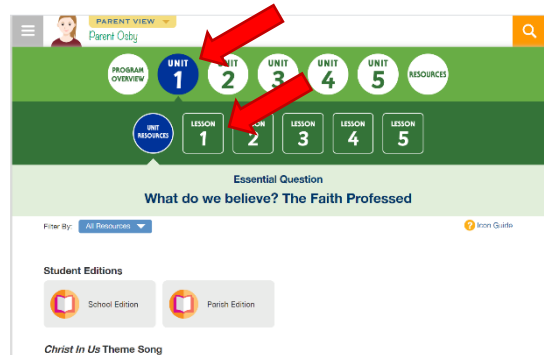 PARENT VIEW
Parent Osby
PROGRAM OVERVIEW
UNIT 1
UNIT 2
UNIT 3
UNIT 4
UNIT 5
RESOURCES
UNIT RESOURCES
LESSON 1
LESSON 2
LESSON 3
LESSON 4
LESSON 5
Essential Question
What do we believe? The Faith Professed
Filter By: All Resources
? Icon Guide
Student Editions
School Edition
Parish Edition
Christ In Us Theme Song